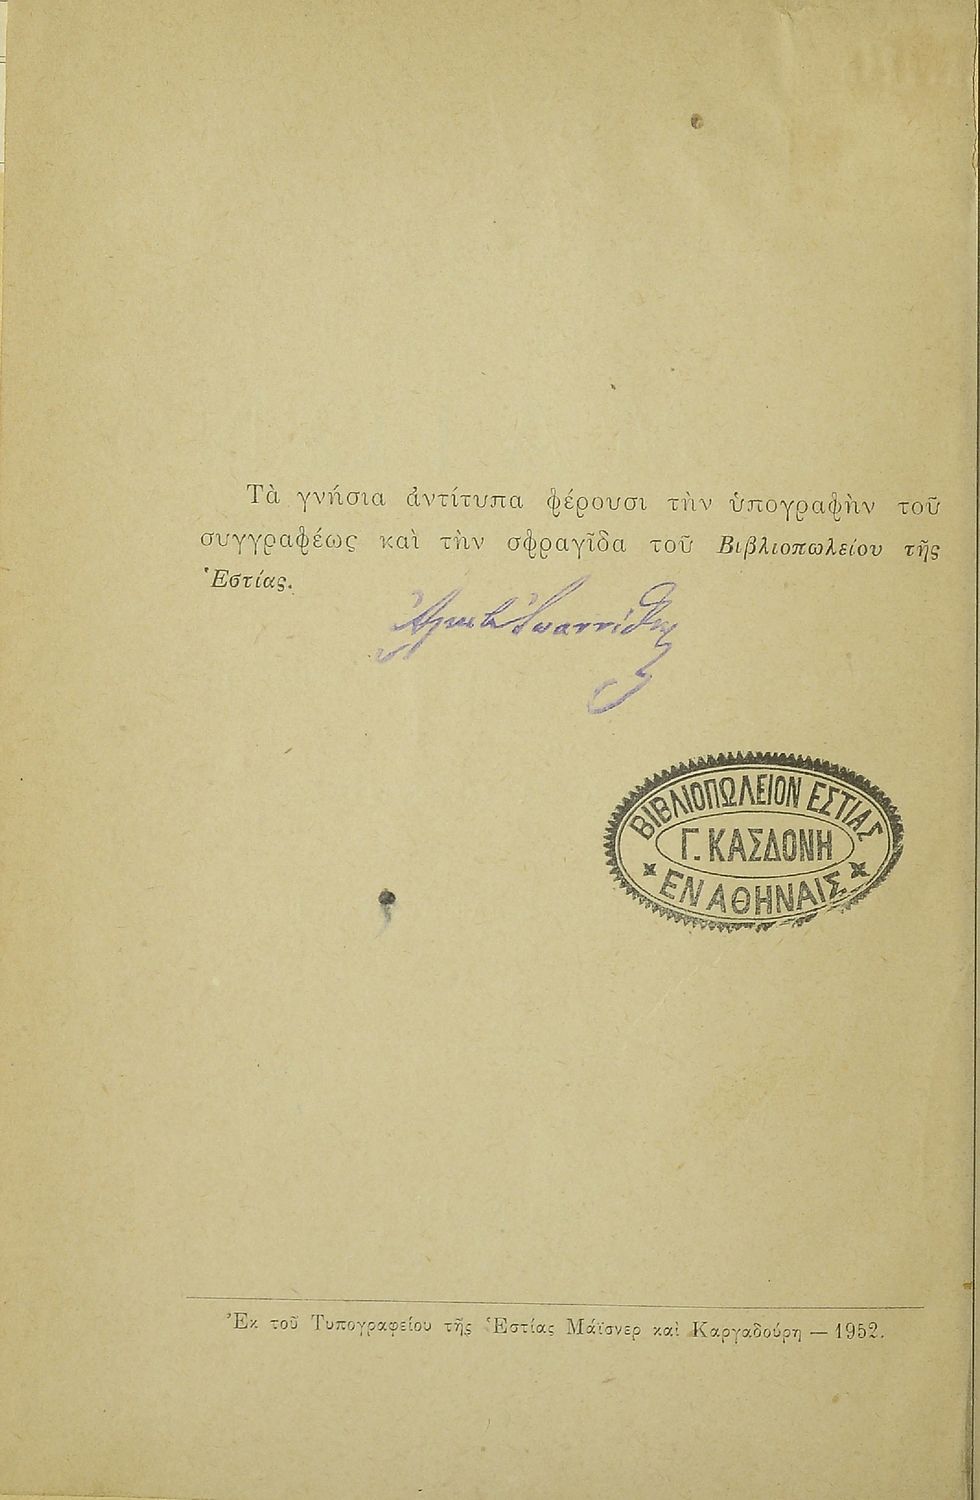 Τὰ γνήσια ἀντίτυπα φέρουσι τὴν ὑπογραφὴν τοῦ
συγγραφέως καὶ τὴν σφραγῖδα τοῦ Βιβλιοπωλείου τῆς
Ἑστίας.
Ἰωαννίδης
ΒΙΒΛΙΟΠΩΛΕΙΟΝ ΕΣΤΙΑΣ
Γ. ΚΑΣΔΟΝΗ
ΕΝ ΑΘΗΝΑΙΣ
Ἐκ τοῦ Τυπογραφείου τῆς Ἑστίας Μάϊσνερ καὶ Καργαδούρη — 1952.